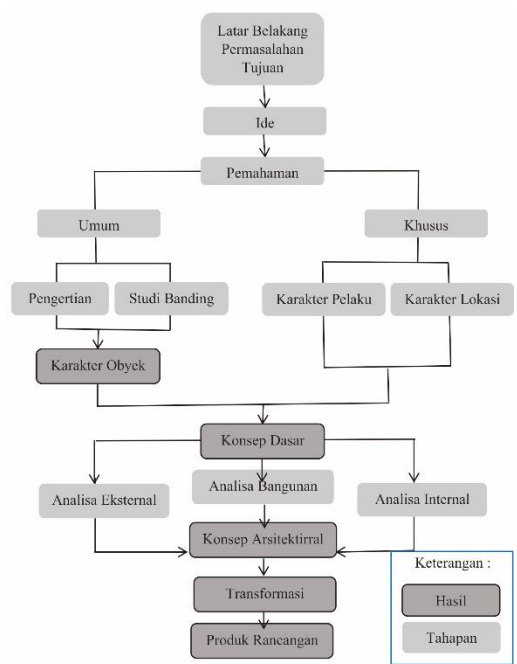 Latar Belakang
Permasalahan
Tujuan
Ide
Pemahaman
Umum
Khusus
Pengertian
Studi Banding
Karakter Pelaku
Karakter Lokasi
Karakter Obyek
Konsep Dasar
Analisa Eksternal
Analisa Bangunan
Analisa Internal
Konsep Arsitektirral
Transformasi
Produk Rancangan
Keterangan :
Hasil
Tahapan